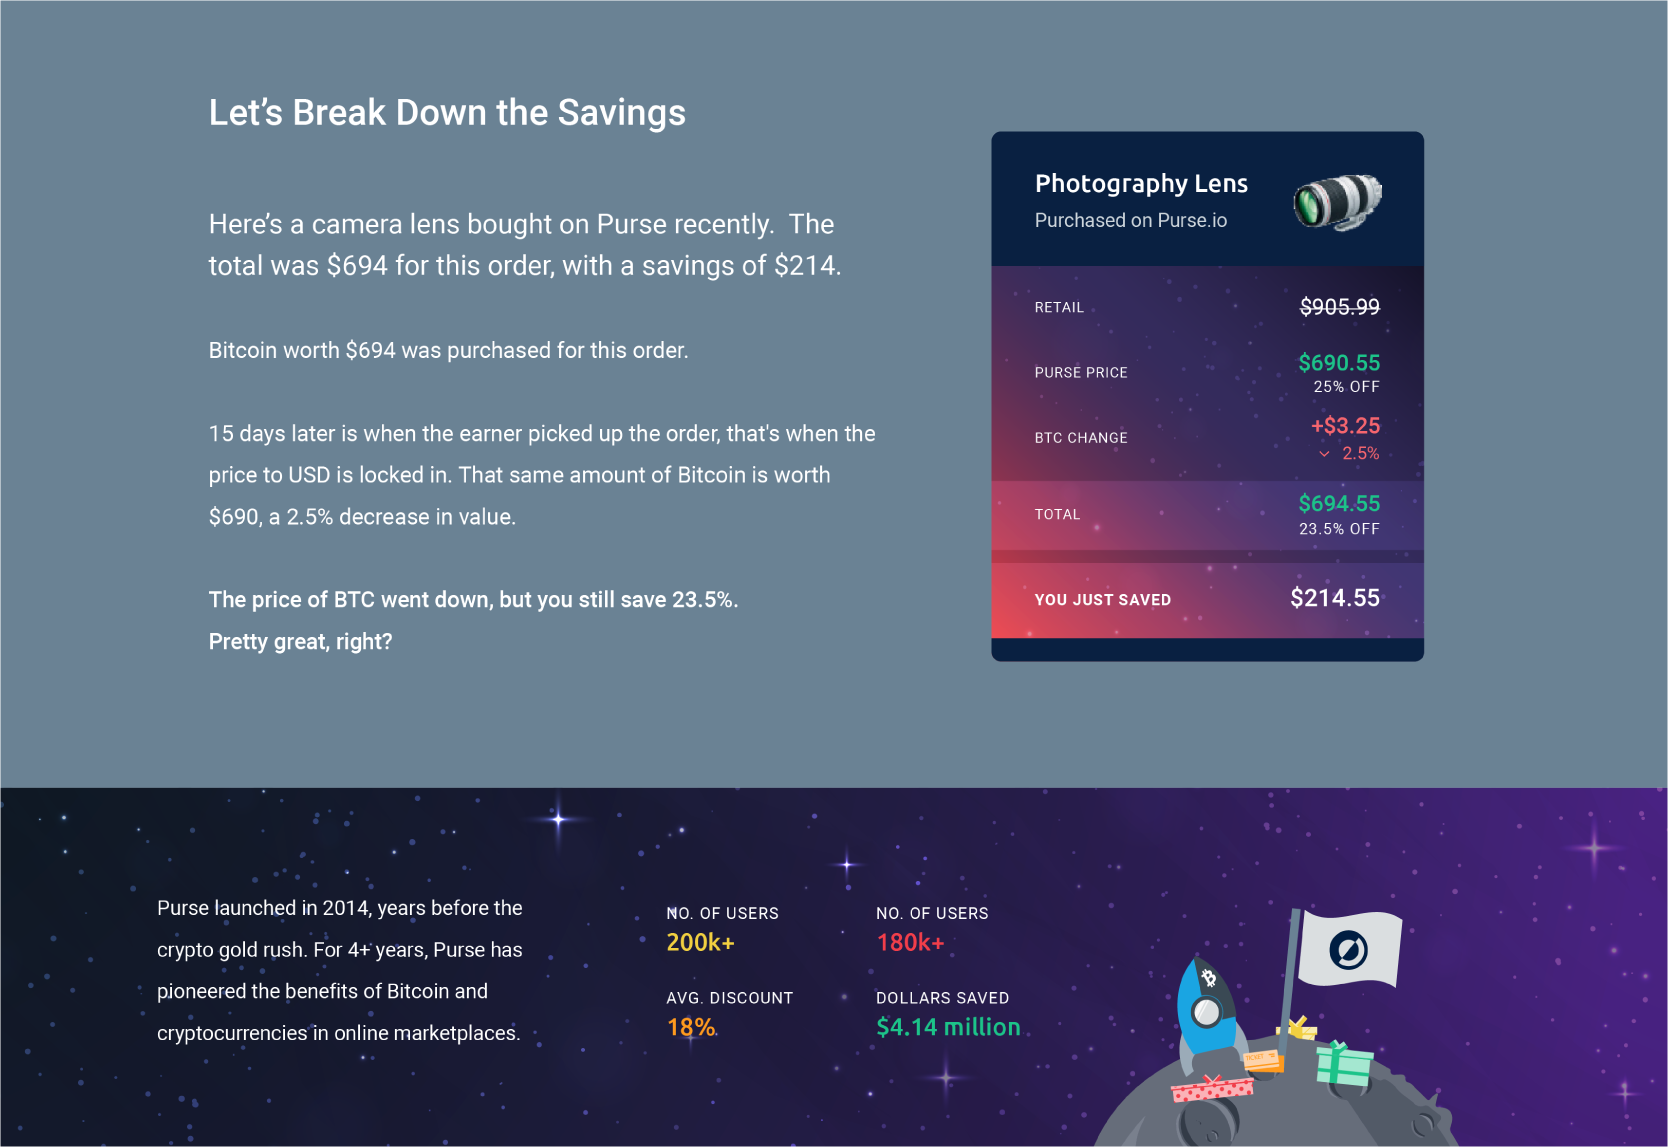 Let’s Break Down the Savings
Here’s a camera lens bought on Purse recently.  The
total was $694 for this order, with a savings of $214.
Bitcoin worth $694 was purchased for this order.
15 days later is when the earner picked up the order, that's when the
price to USD is locked in. That same amount of Bitcoin is worth
$690, a 2.5% decrease in value.
The price of BTC went down, but you still save 23.5%.
Pretty great, right?
Photography Lens
Purchased on Purse.io
RETAIL
$905.99
PURSE PRICE
$690.55
25% OFF
BTC CHANGE
+$3.25
2.5%
TOTAL
$694.55
23.5% OFF
YOU JUST SAVED
$214.55
Purse launched in 2014, years before the
crypto gold rush. For 4+ years, Purse has
pioneered the benefits of Bitcoin and
cryptocurrencies in online marketplaces.
NO. OF USERS
200k+
NO. OF USERS
180k+
AVG. DISCOUNT
18%
DOLLARS SAVED
$4.14 million
TICKET